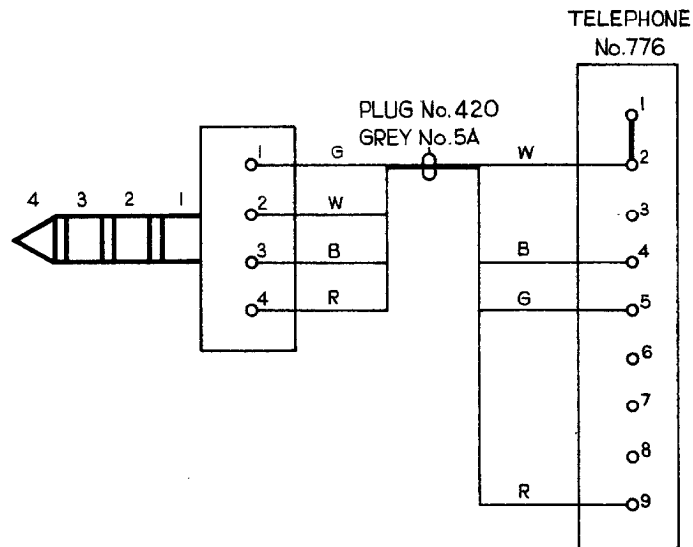 TELEPHONE
No.776
PLUG No.420
GREY No.5A
1
1 G W 2
4 3 2 1
2 W
3
3 B
B 4
4 R
G 5
6
7
8
R 9